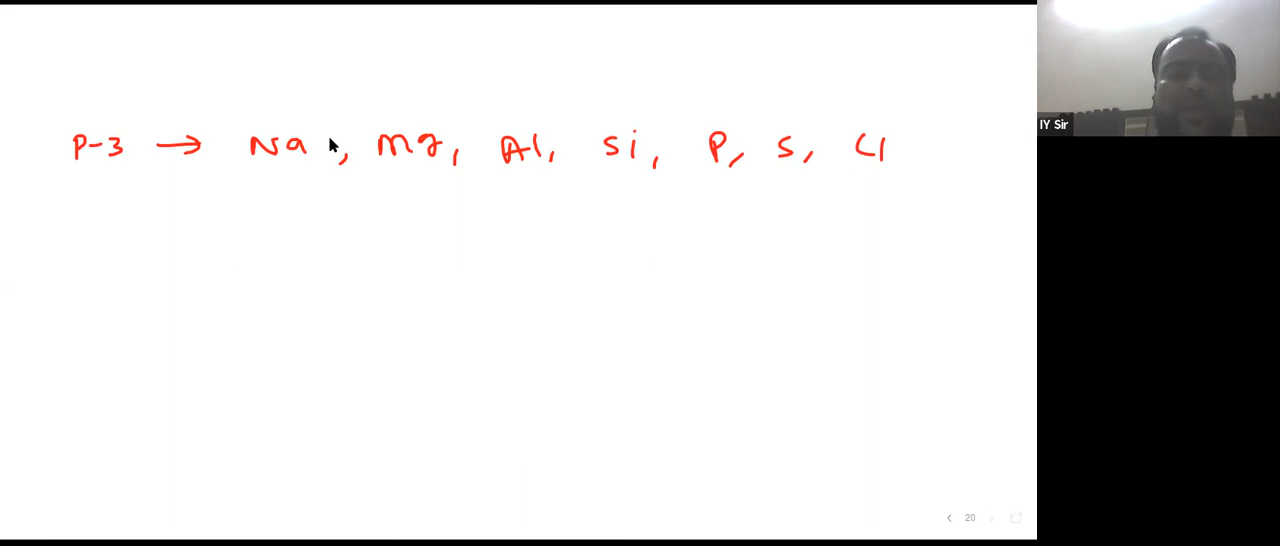 P-3 → Na, Mg, Al, Si, P, S, Cl
IY Sir
20